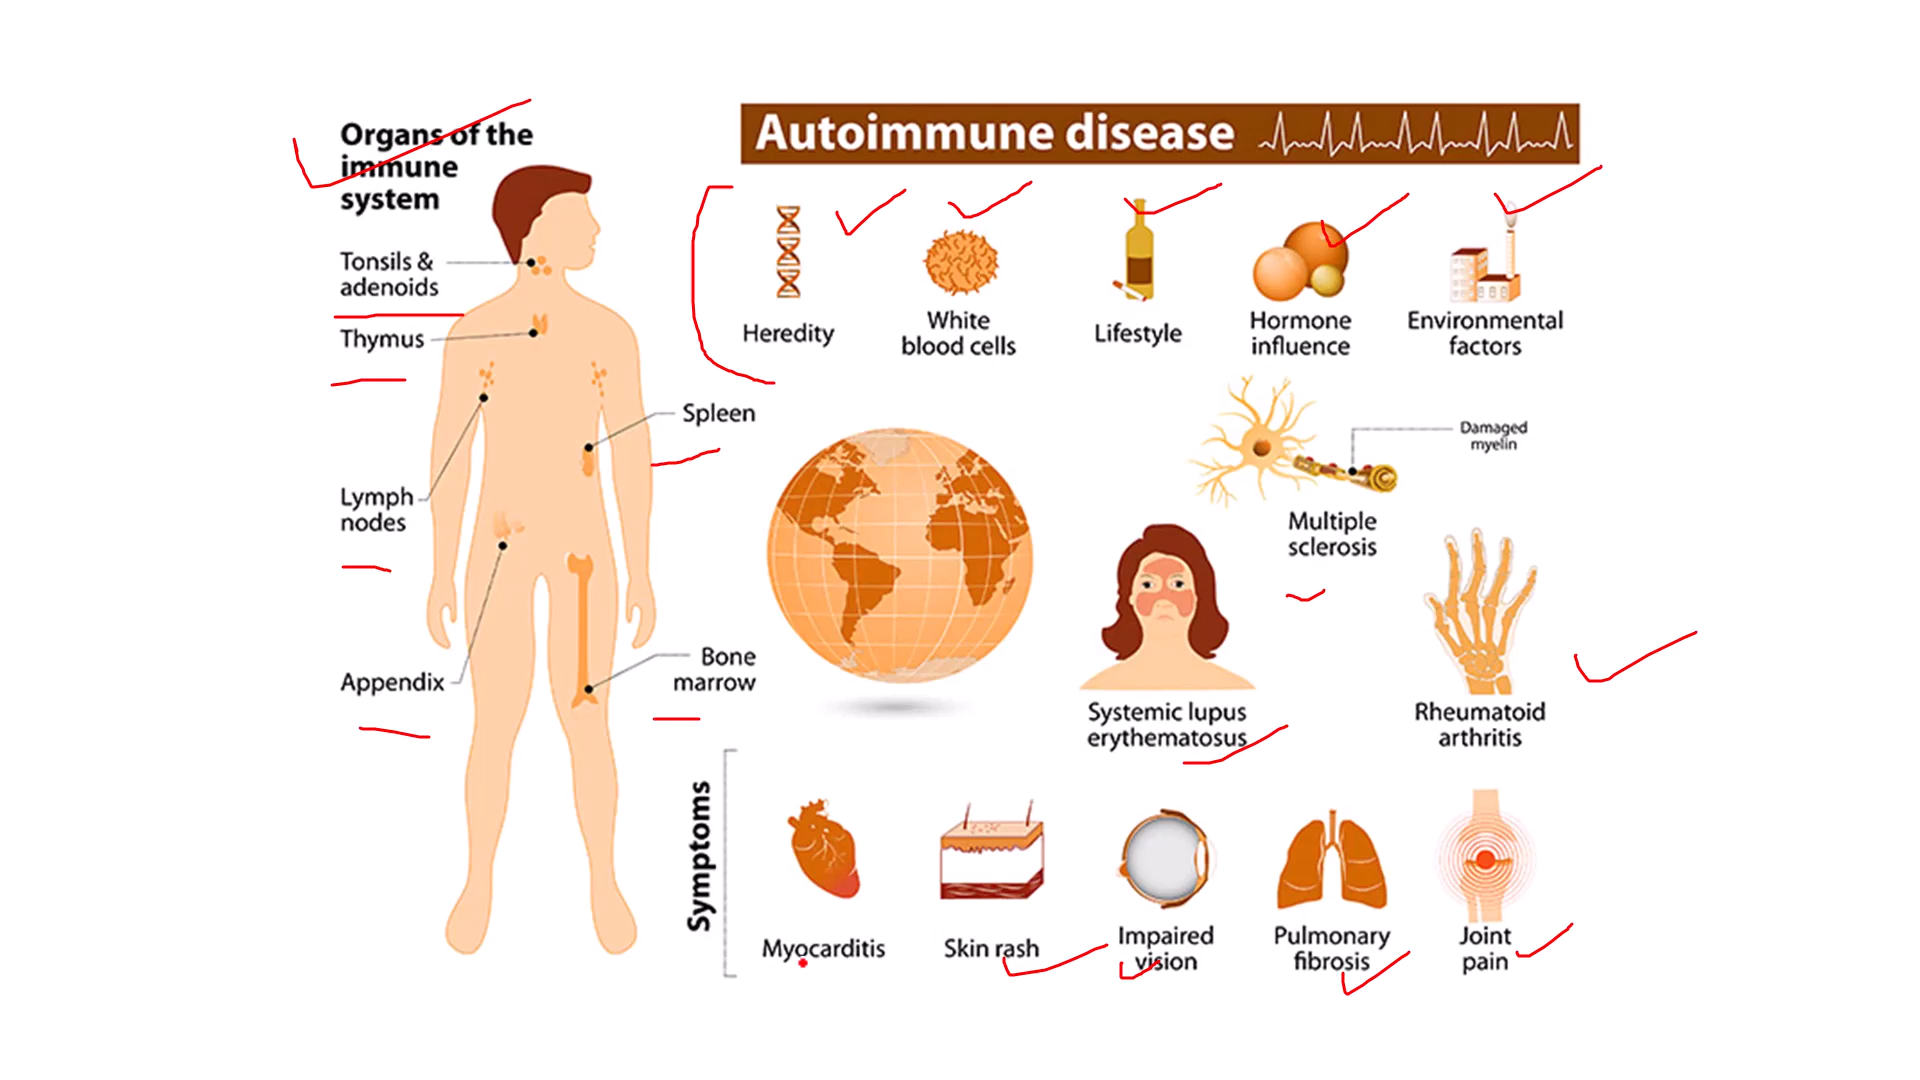 Organs of the
immune
system
Tonsils &
adenoids
Thymus
Spleen
Lymph
nodes
Appendix
Bone
marrow
Autoimmune disease
Heredity
White
blood cells
Lifestyle
Hormone
influence
Environmental
factors
Damaged
myelin
Multiple
sclerosis
Systemic lupus
erythematosus
Rheumatoid
arthritis
Symptoms
Myocarditis
Skin rash
Impaired
vision
Pulmonary
fibrosis
Joint
pain